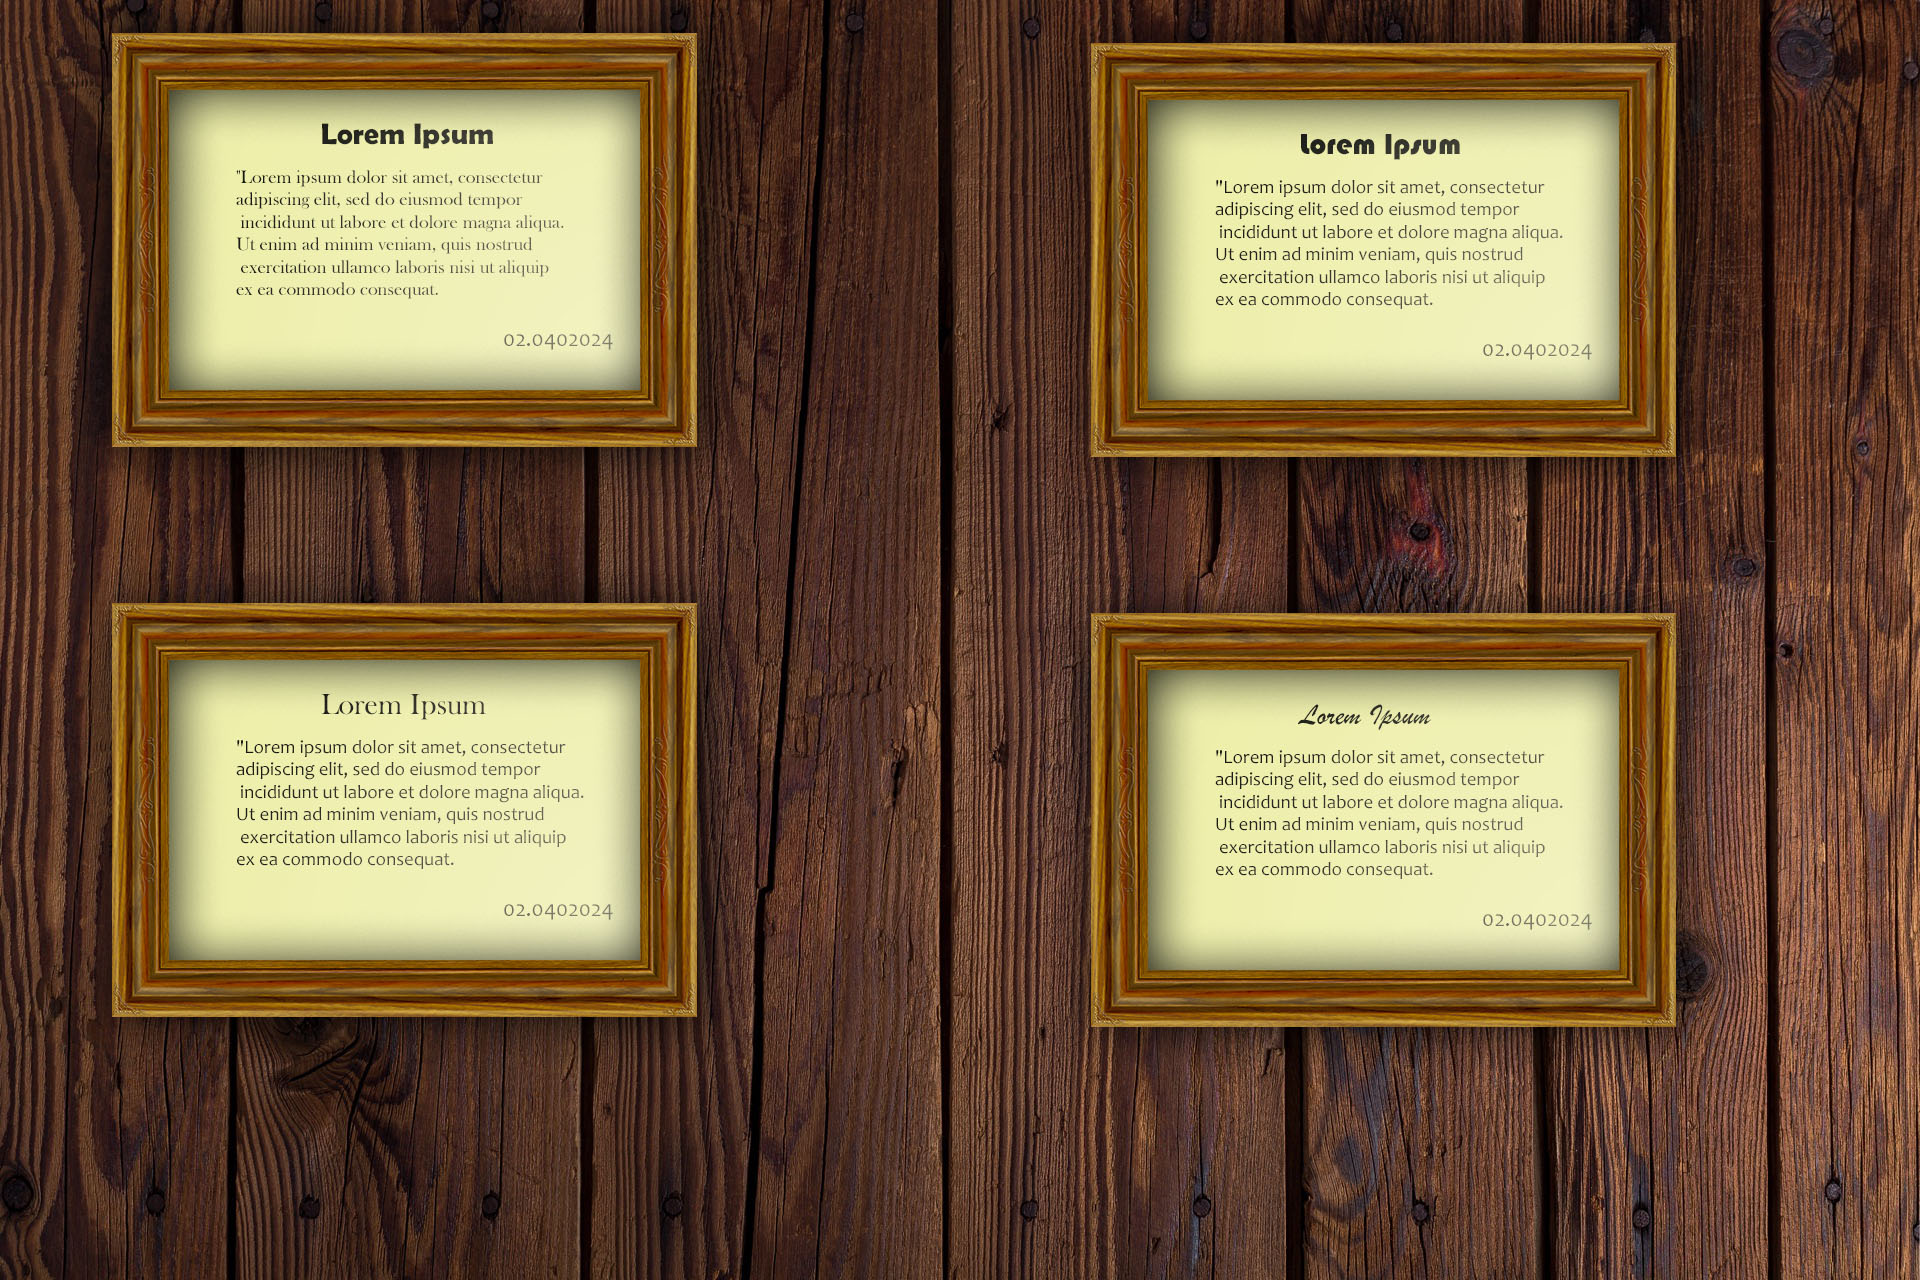 Lorem Ipsum
"Lorem ipsum dolor sit amet, consectetur
adipiscing elit, sed do eiusmod tempor
incididunt ut labore et dolore magna aliqua.
Ut enim ad minim veniam, quis nostrud
exercitation ullamco laboris nisi ut aliquip
ex ea commodo consequat.
02.0402024
Lorem Ipsum
"Lorem ipsum dolor sit amet, consectetur
adipiscing elit, sed do eiusmod tempor
incididunt ut labore et dolore magna aliqua.
Ut enim ad minim veniam, quis nostrud
exercitation ullamco laboris nisi ut aliquip
ex ea commodo consequat.
02.0402024
Lorem Ipsum
"Lorem ipsum dolor sit amet, consectetur
adipiscing elit, sed do eiusmod tempor
incididunt ut labore et dolore magna aliqua.
Ut enim ad minim veniam, quis nostrud
exercitation ullamco laboris nisi ut aliquip
ex ea commodo consequat.
02.0402024
Lorem Ipsum
"Lorem ipsum dolor sit amet, consectetur
adipiscing elit, sed do eiusmod tempor
incididunt ut labore et dolore magna aliqua.
Ut enim ad minim veniam, quis nostrud
exercitation ullamco laboris nisi ut aliquip
ex ea commodo consequat.
02.0402024